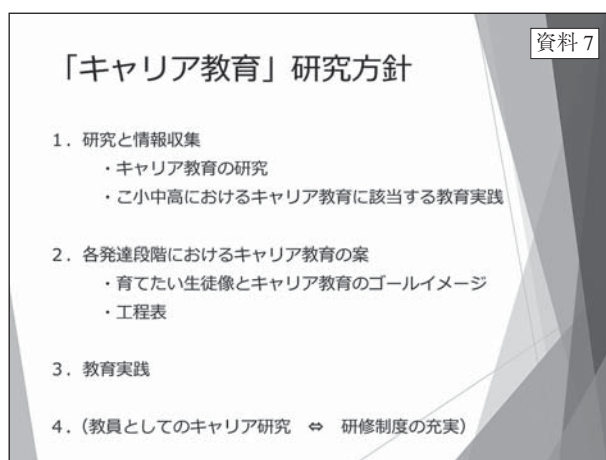 資料 7
「キャリア教育」研究方針
１．研究と情報収集
・キャリア教育の研究
・こ小中高におけるキャリア教育に該当する教育実践
２．各発達段階におけるキャリア教育の案
・育てたい生徒像とキャリア教育のゴールイメージ
・工程表
３．教育実践
４．（教員としてのキャリア研究　⇔　研修制度の充実）